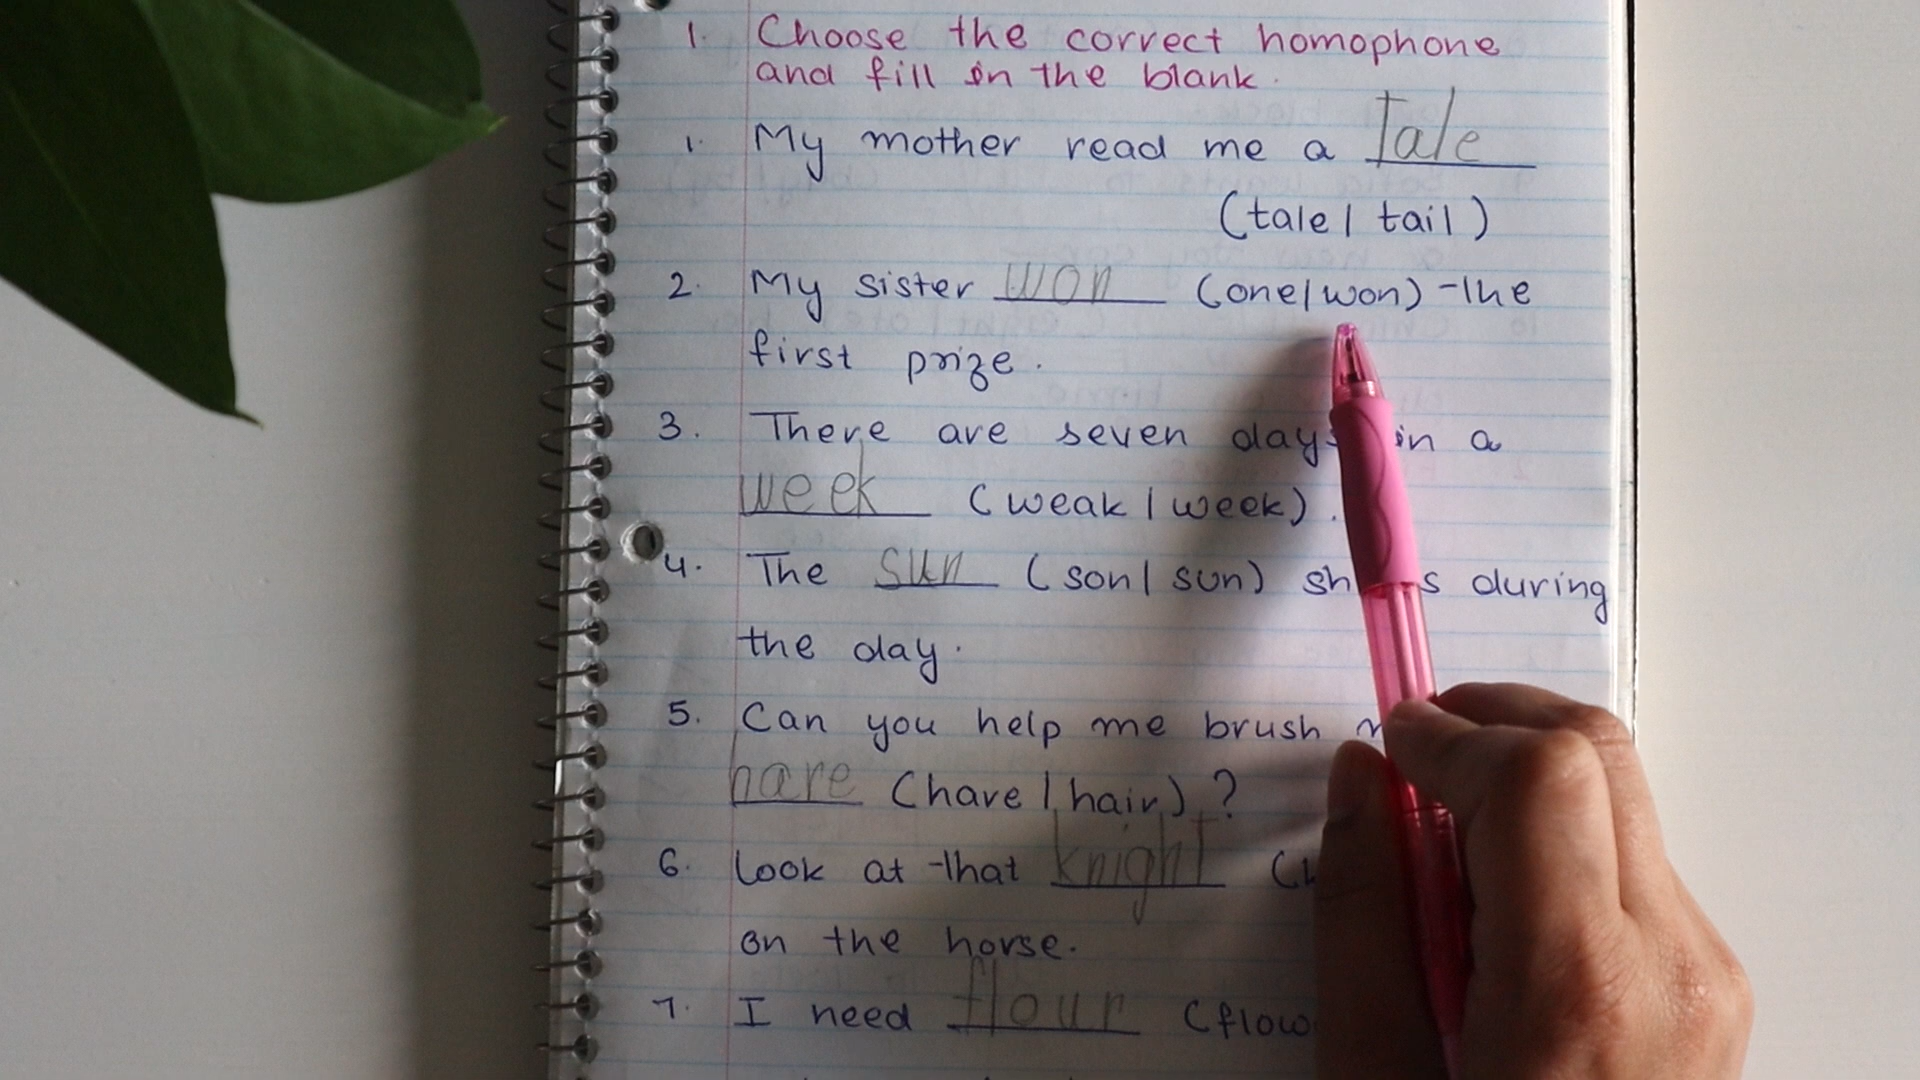 1. Choose the correct homophone
and fill in the blank.
1. My mother read me a Tale
(tale / tail)
2. My sister won (one/won) the
first prize.
3. There are seven days in a
week (weak / week).
4. The sun (son / sun) during
the day.
5. Can you help me brush
hare (hare / hair)?
6. Look at that knight (
on the horse.
7. I need flour (